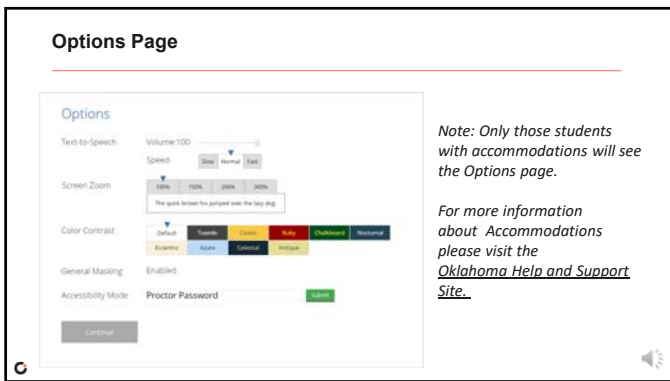 Options Page
Options
Text-to-Speech
Volume:100
Speed
Slow Normal Fast
Screen Zoom
100% 150% 200% 300%
The quick brown fox jumped over the lazy dog
Color Contrast
Default Tuxedo Classic Ruby Chalkboard Nocturnal
Eccentric Azure Celestial Antique
General Masking
Enabled
Accessibility Mode
Proctor Password
Submit
Continue
Note: Only those students
with accommodations will see
the Options page.
For more information
about Accommodations
please visit the
Oklahoma Help and Support
Site.